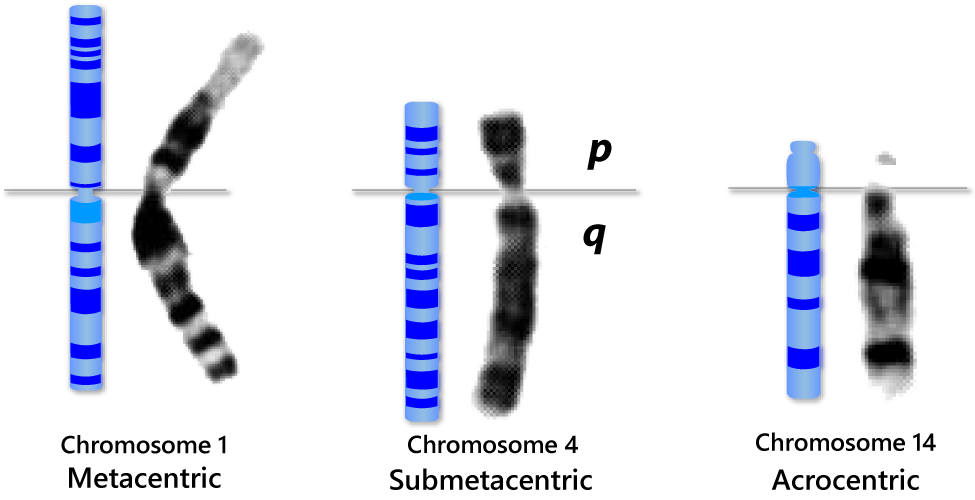 p
q
Chromosome 1
Metacentric
Chromosome 4
Submetacentric
Chromosome 14
Acrocentric